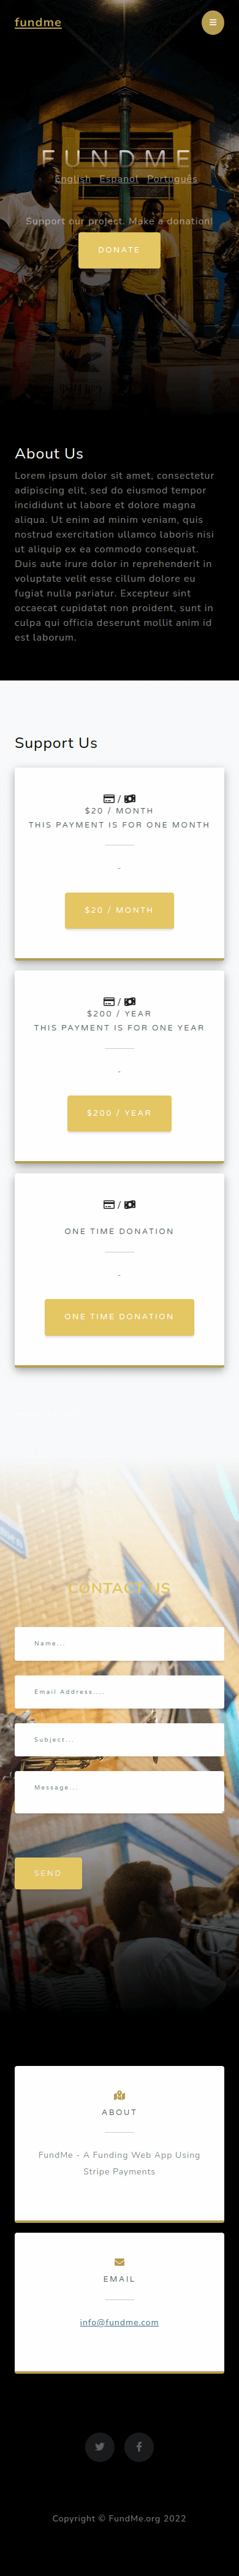 fundme
FUNDME
English Español Português
Support our project. Make a donation!
DONATE
About Us
Lorem ipsum dolor sit amet, consectetur
adipiscing elit, sed do eiusmod tempor
incididunt ut labore et dolore magna
aliqua. Ut enim ad minim veniam, quis
nostrud exercitation ullamco laboris nisi
ut aliquip ex ea commodo consequat.
Duis aute irure dolor in reprehenderit in
voluptate velit esse cillum dolore eu
fugiat nulla pariatur. Excepteur sint
occaecat cupidatat non proident, sunt in
culpa qui officia deserunt mollit anim id
est laborum.
Support Us
/
$20 / MONTH
THIS PAYMENT IS FOR ONE MONTH
-
$20 / MONTH
/
$200 / YEAR
THIS PAYMENT IS FOR ONE YEAR
-
$200 / YEAR
/
ONE TIME DONATION
-
ONE TIME DONATION
CONTACT US
Name...
Email Address....
Subject...
Message...
SEND
ABOUT
FundMe - A Funding Web App Using
Stripe Payments
EMAIL
info@fundme.com
Copyright © FundMe.org 2022